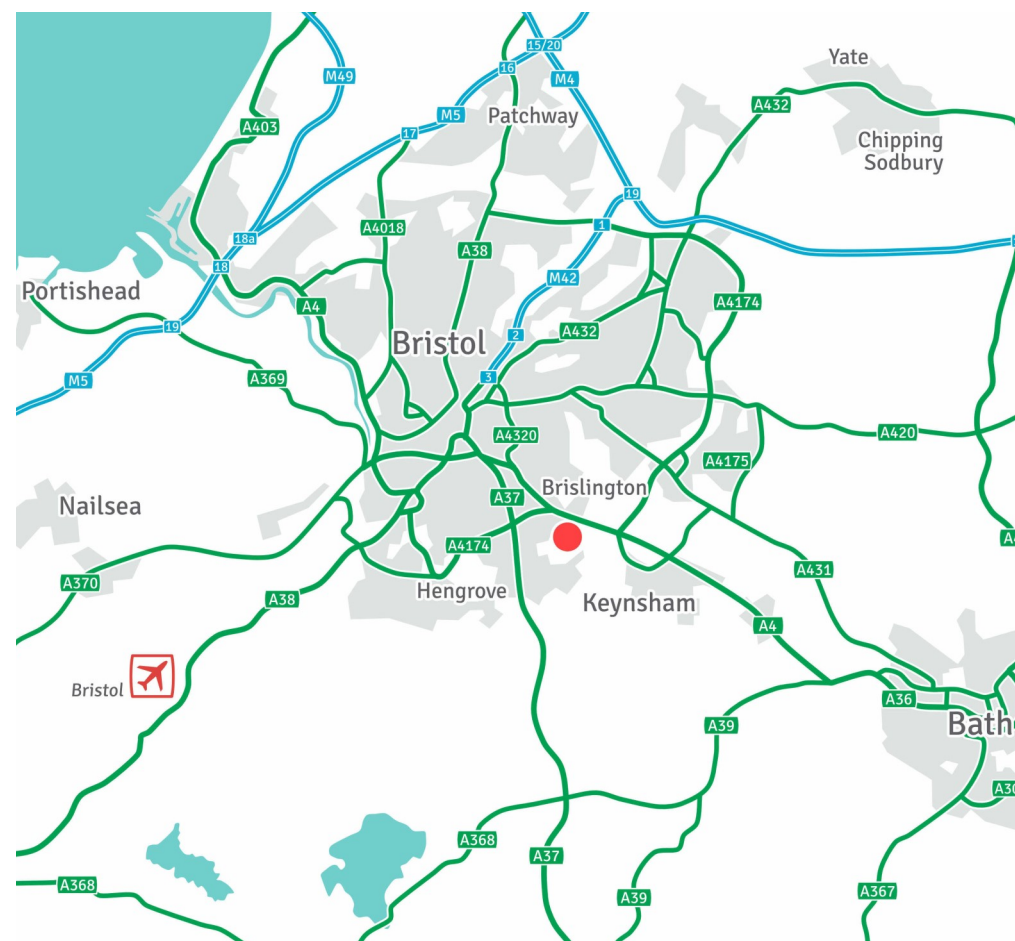 15/20
Yate
16
M49
M4
A432
M5
Patchway
A403
17
Chipping
Sodbury
19
A4018
1
18a
A38
18
M42
Portishead
A4
A4174
19
2
A432
Bristol
M5
A369
3
A4320
A420
A4175
Brislington
Nailsea
A37
A4174
A431
A370
Hengrove
Keynsham
A38
A4
Bristol
A36
Bath
A39
A368
A37
A368
A367
A39